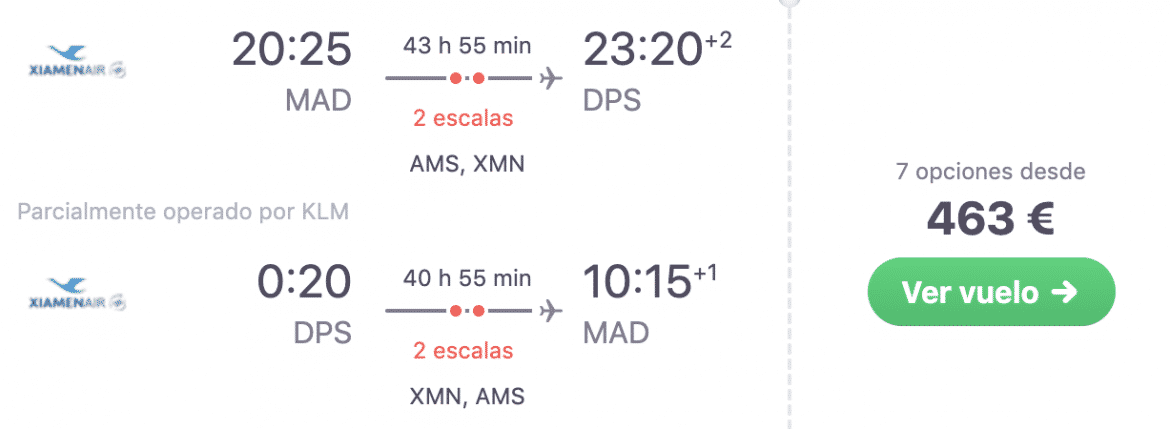 XIAMENAIR
20:25
43 h 55 min
23:20+2
MAD
DPS
2 escalas
AMS, XMN
Parcialmente operado por KLM
XIAMENAIR
0:20
40 h 55 min
10:15+1
DPS
MAD
2 escalas
XMN, AMS
7 opciones desde
463 €
Ver vuelo →